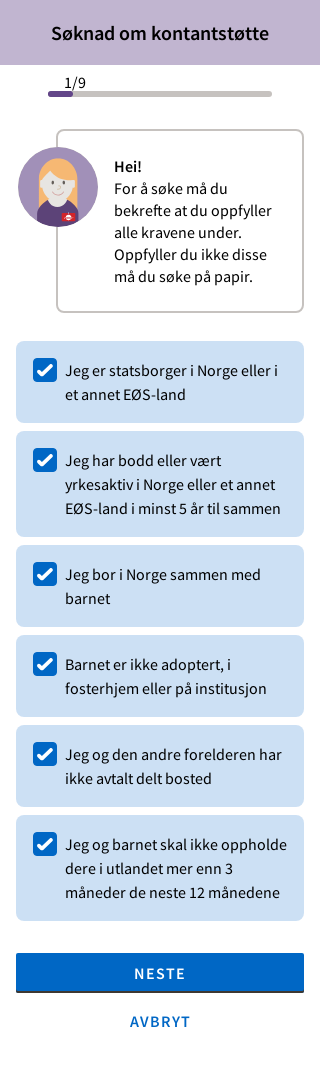 Søknad om kontantstøtte
1/9
Hei!
For å søke må du
bekrefte at du oppfyller
alle kravene under.
Oppfyller du ikke disse
må du søke på papir.
Jeg er statsborger i Norge eller i
et annet EØS-land
Jeg har bodd eller vært
yrkesaktiv i Norge eller et annet
EØS-land i minst 5 år til sammen
Jeg bor i Norge sammen med
barnet
Barnet er ikke adoptert, i
fosterhjem eller på institusjon
Jeg og den andre forelderen har
ikke avtalt delt bosted
Jeg og barnet skal ikke oppholde
dere i utlandet mer enn 3
måneder de neste 12 månedene
NESTE
AVBRYT